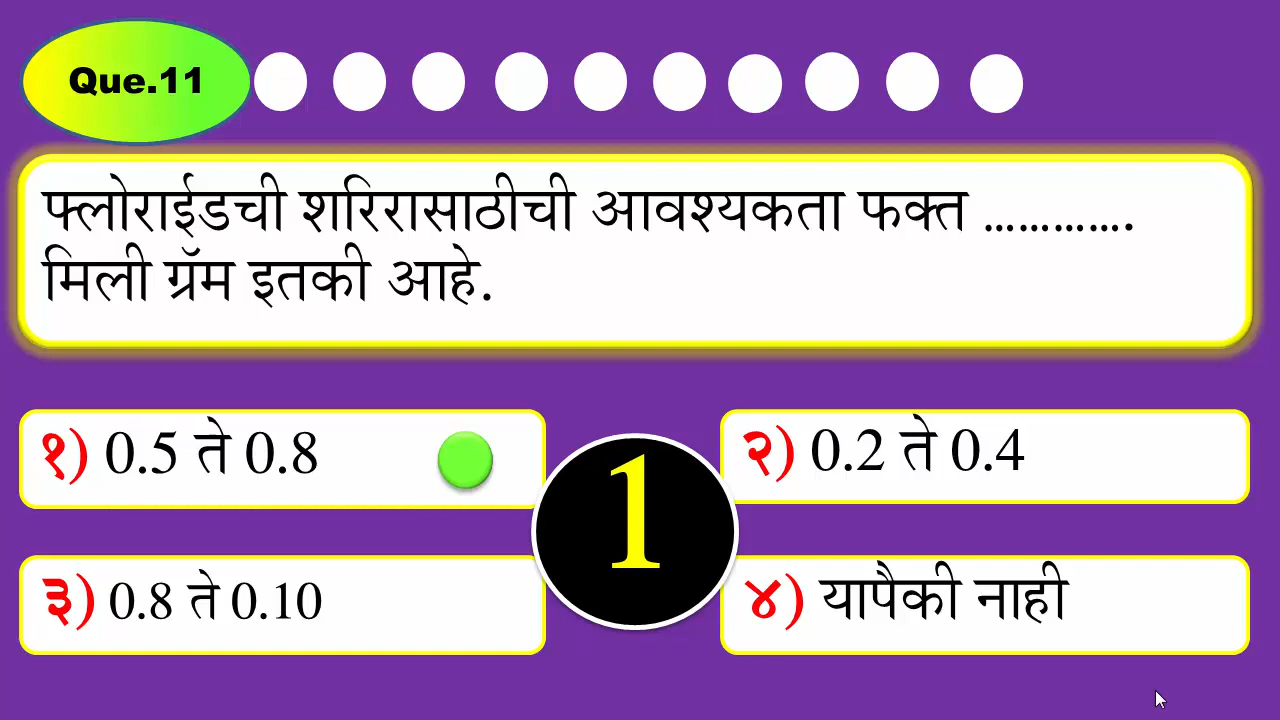 Que.11
फ्लोराईडची शरिरासाठीची आवश्यकता फक्त ………….
मिली ग्रॅम इतकी आहे.
१) 0.5 ते 0.8
२) 0.2 ते 0.4
1
३) 0.8 ते 0.10
४) यापैकी नाही